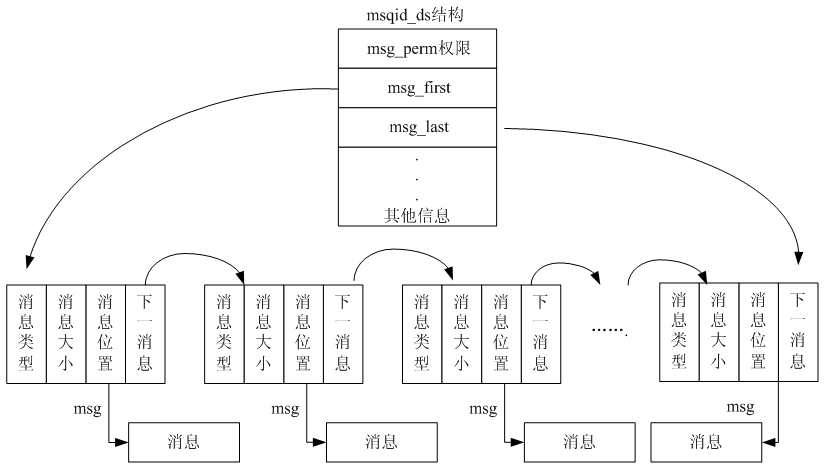 msqid_ds结构
msg_perm权限
msg_first
msg_last
.
.
.
其他信息
消息类型
消息大小
消息位置
下一消息
消息类型
消息大小
消息位置
下一消息
消息类型
消息大小
消息位置
下一消息
…….
消息类型
消息大小
消息位置
下一消息
msg
msg
msg
msg
消息
消息
消息
消息